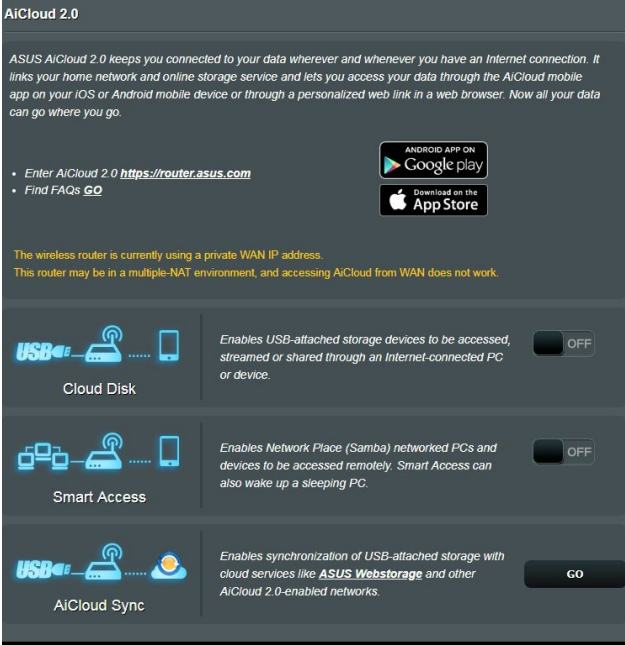 AiCloud 2.0
ASUS AiCloud 2.0 keeps you connected to your data wherever and whenever you have an Internet connection. It
links your home network and online storage service and lets you access your data through the AiCloud mobile
app on your iOS or Android mobile device or through a personalized web link in a web browser. Now all your data
can go where you go.
ANDROID APP ON
Google play
Download on the
App Store
• Enter AiCloud 2.0 https://router.asus.com
• Find FAQs GO
The wireless router is currently using a private WAN IP address.
This router may be in a multiple-NAT environment, and accessing AiCloud from WAN does not work.
USB
Cloud Disk
Enables USB-attached storage devices to be accessed,
streamed or shared through an Internet-connected PC
or device.
OFF
Smart Access
Enables Network Place (Samba) networked PCs and
devices to be accessed remotely. Smart Access can
also wake up a sleeping PC.
OFF
USB
AiCloud Sync
Enables synchronization of USB-attached storage with
cloud services like ASUS Webstorage and other
AiCloud 2.0-enabled networks.
GO